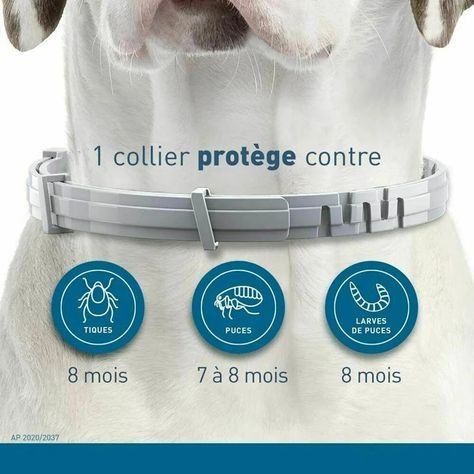 1 collier protège contre
TIQUES
PUCES
LARVES
DE PUCES
8 mois
7 à 8 mois
8 mois
AP 2020/2037